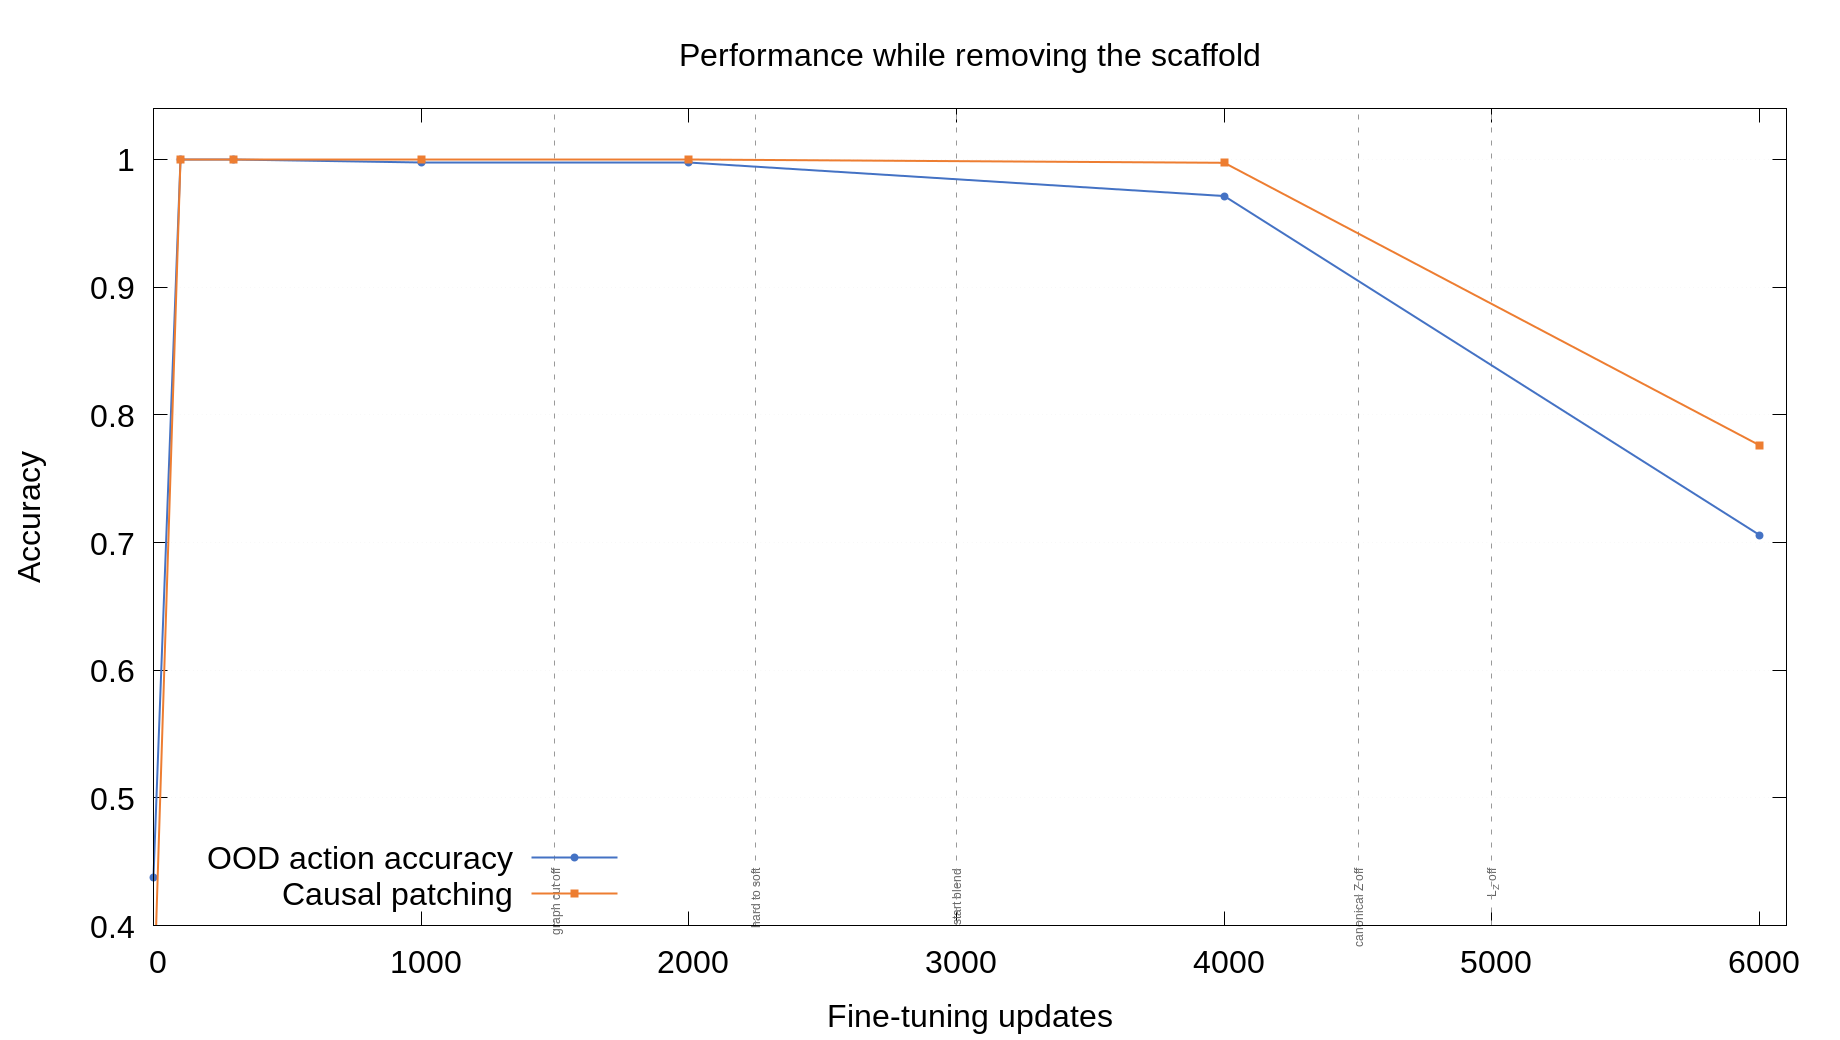 Performance while removing the scaffold
1
0.9
0.8
0.7
0.6
0.5
0.4
Accuracy
OOD action accuracy
Causal patching
graph cut off
hard to soft
start blend
canonical Z off
L_Z off
0
1000
2000
3000
4000
5000
6000
Fine-tuning updates